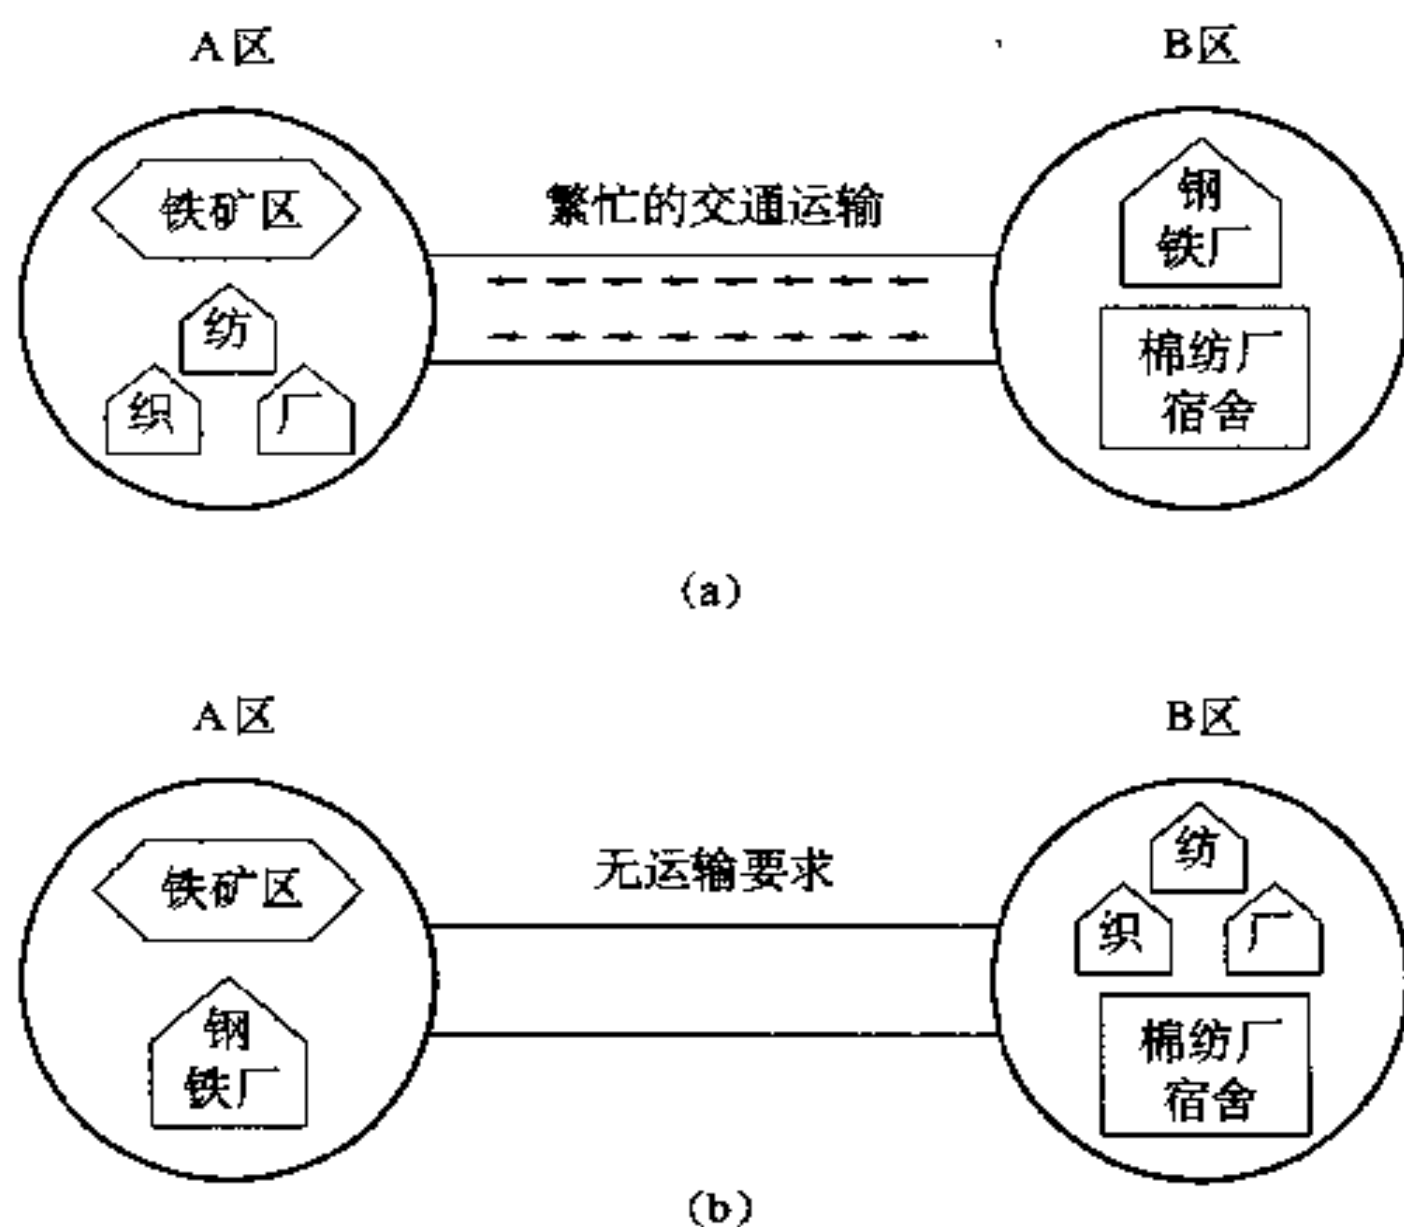 A区
B区
铁矿区
繁忙的交通运输
钢
铁厂
纺
织
厂
棉纺厂
宿舍
(a)
A区
B区
铁矿区
无运输要求
纺
织
厂
钢
铁厂
棉纺厂
宿舍
(b)